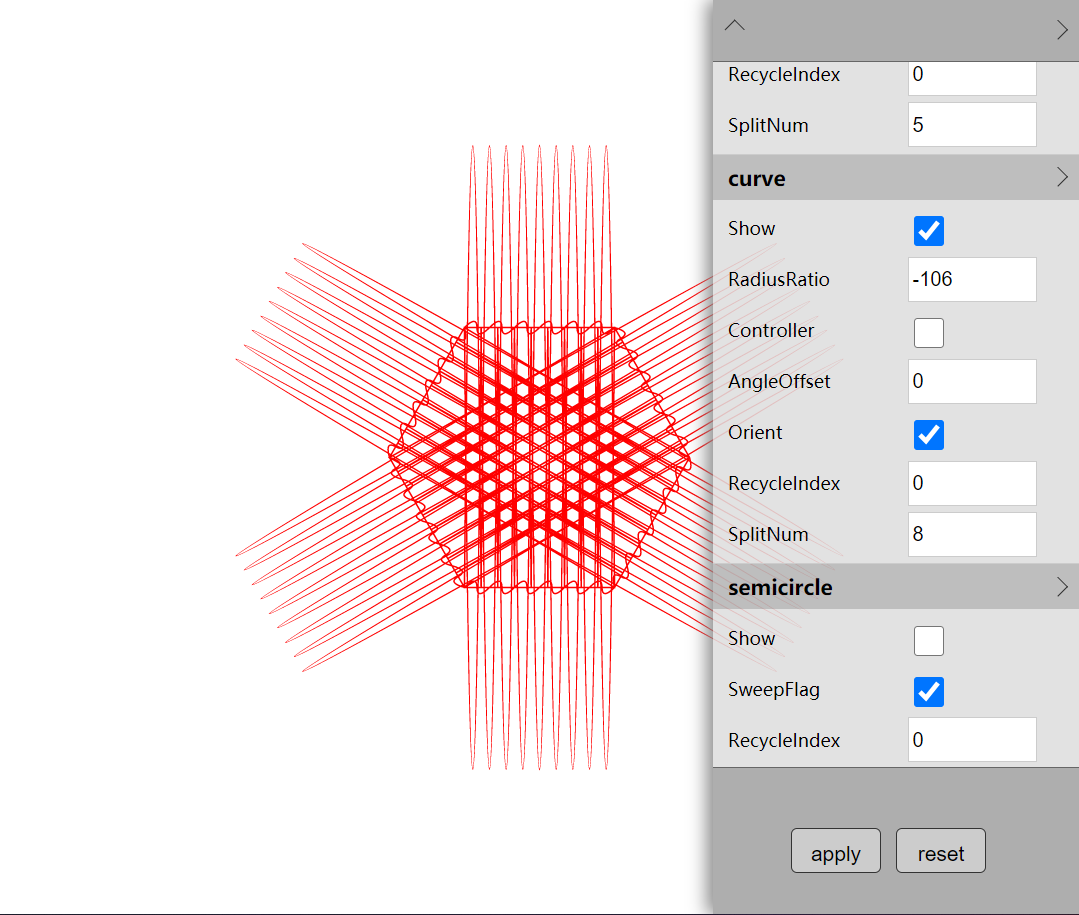 RecycleIndex 0
SplitNum 5
curve
Show
RadiusRatio -106
Controller
AngleOffset 0
Orient
RecycleIndex 0
SplitNum 8
semicircle
Show
SweepFlag
RecycleIndex 0
apply reset